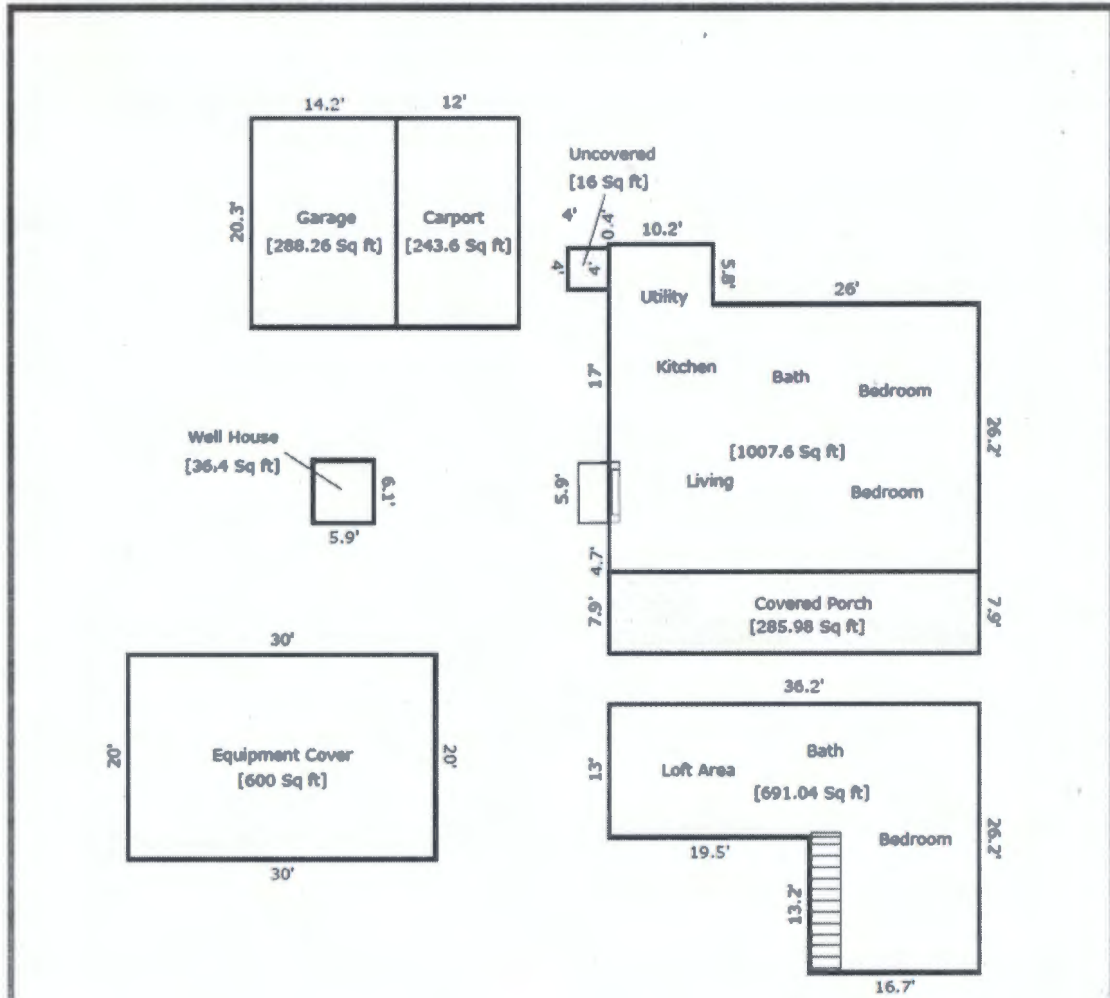 14.2'
12'
20.3'
Garage
[288.26 Sq ft]
Carport
[243.6 Sq ft]
Uncovered
[16 Sq ft]
4'
0.4'
10.2'
4'
4'
5.8'
26'
Utility
17'
Kitchen
Bath
Bedroom
26.2'
[1007.6 Sq ft]
Living
Bedroom
5.6'
4.7'
Well House
[36.4 Sq ft]
6.1'
5.9'
7.9'
Covered Porch
[285.98 Sq ft]
7.9'
30'
20'
Equipment Cover
[600 Sq ft]
20'
30'
36.2'
13'
Loft Area
Bath
[691.04 Sq ft]
Bedroom
26.2'
19.5'
13.2'
16.7'